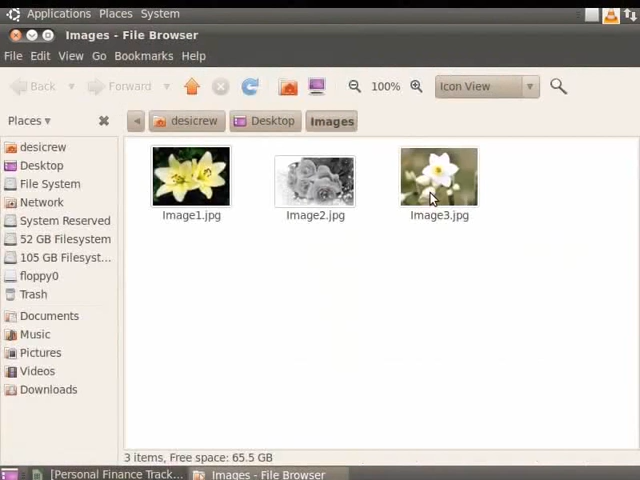 Applications Places System
Images - File Browser
File Edit View Go Bookmarks Help
Back Forward 100% Icon View
Places desicrew Desktop Images
desicrew
Desktop
File System
Network
System Reserved
52 GB Filesystem
105 GB Filesyst...
floppy0
Trash
Documents
Music
Pictures
Videos
Downloads
Image1.jpg Image2.jpg Image3.jpg
3 items, Free space: 65.5 GB
[Personal Finance Track... Images - File Browser